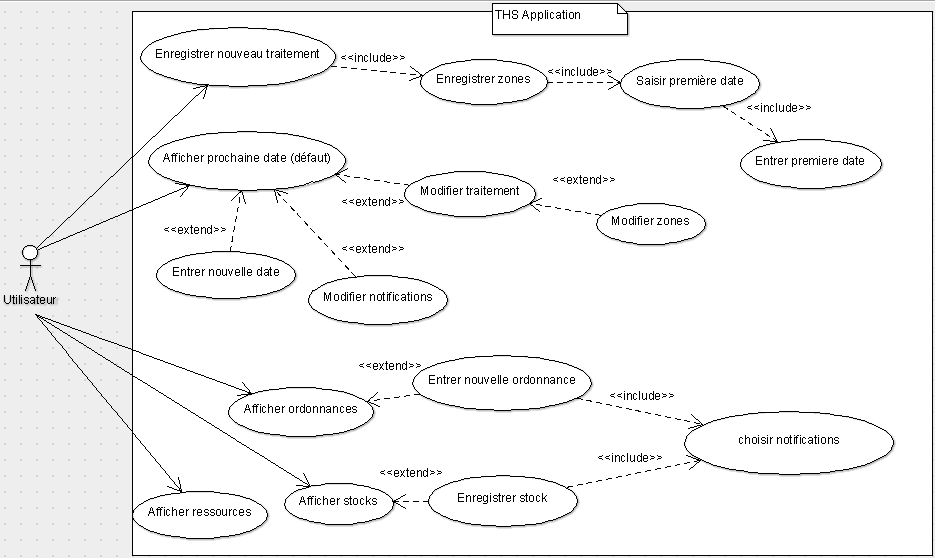 THS Application
Enregistrer nouveau traitement
<<include>>
Enregistrer zones
<<include>>
Saisir première date
<<include>>
Entrer premiere date
Afficher prochaine date (défaut)
Modifier traitement
<<extend>>
<<extend>>
Modifier zones
<<extend>>
Entrer nouvelle date
<<extend>>
Modifier notifications
Utilisateur
<<extend>>
Entrer nouvelle ordonnance
<<include>>
Afficher ordonnances
choisir notifications
<<include>>
<<extend>>
Enregistrer stock
Afficher stocks
Afficher ressources